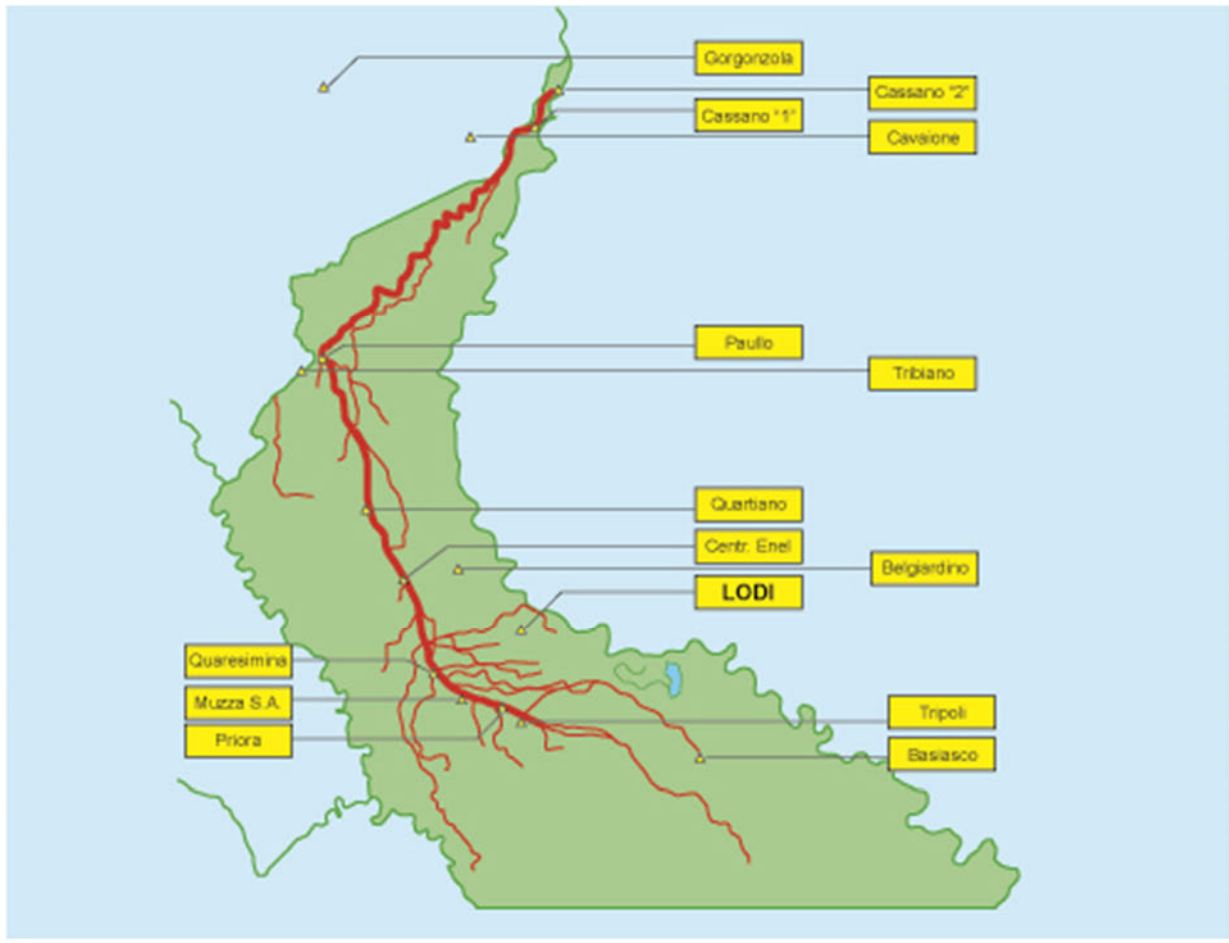 Gorgonzola
Cassano "2"
Cassano "1"
Cavaione
Paullo
Tribiano
Quartiano
Centr. Enel
Belgiardino
LODI
Quaresimina
Muzza S.A.
Priora
Tripoli
Basiasco